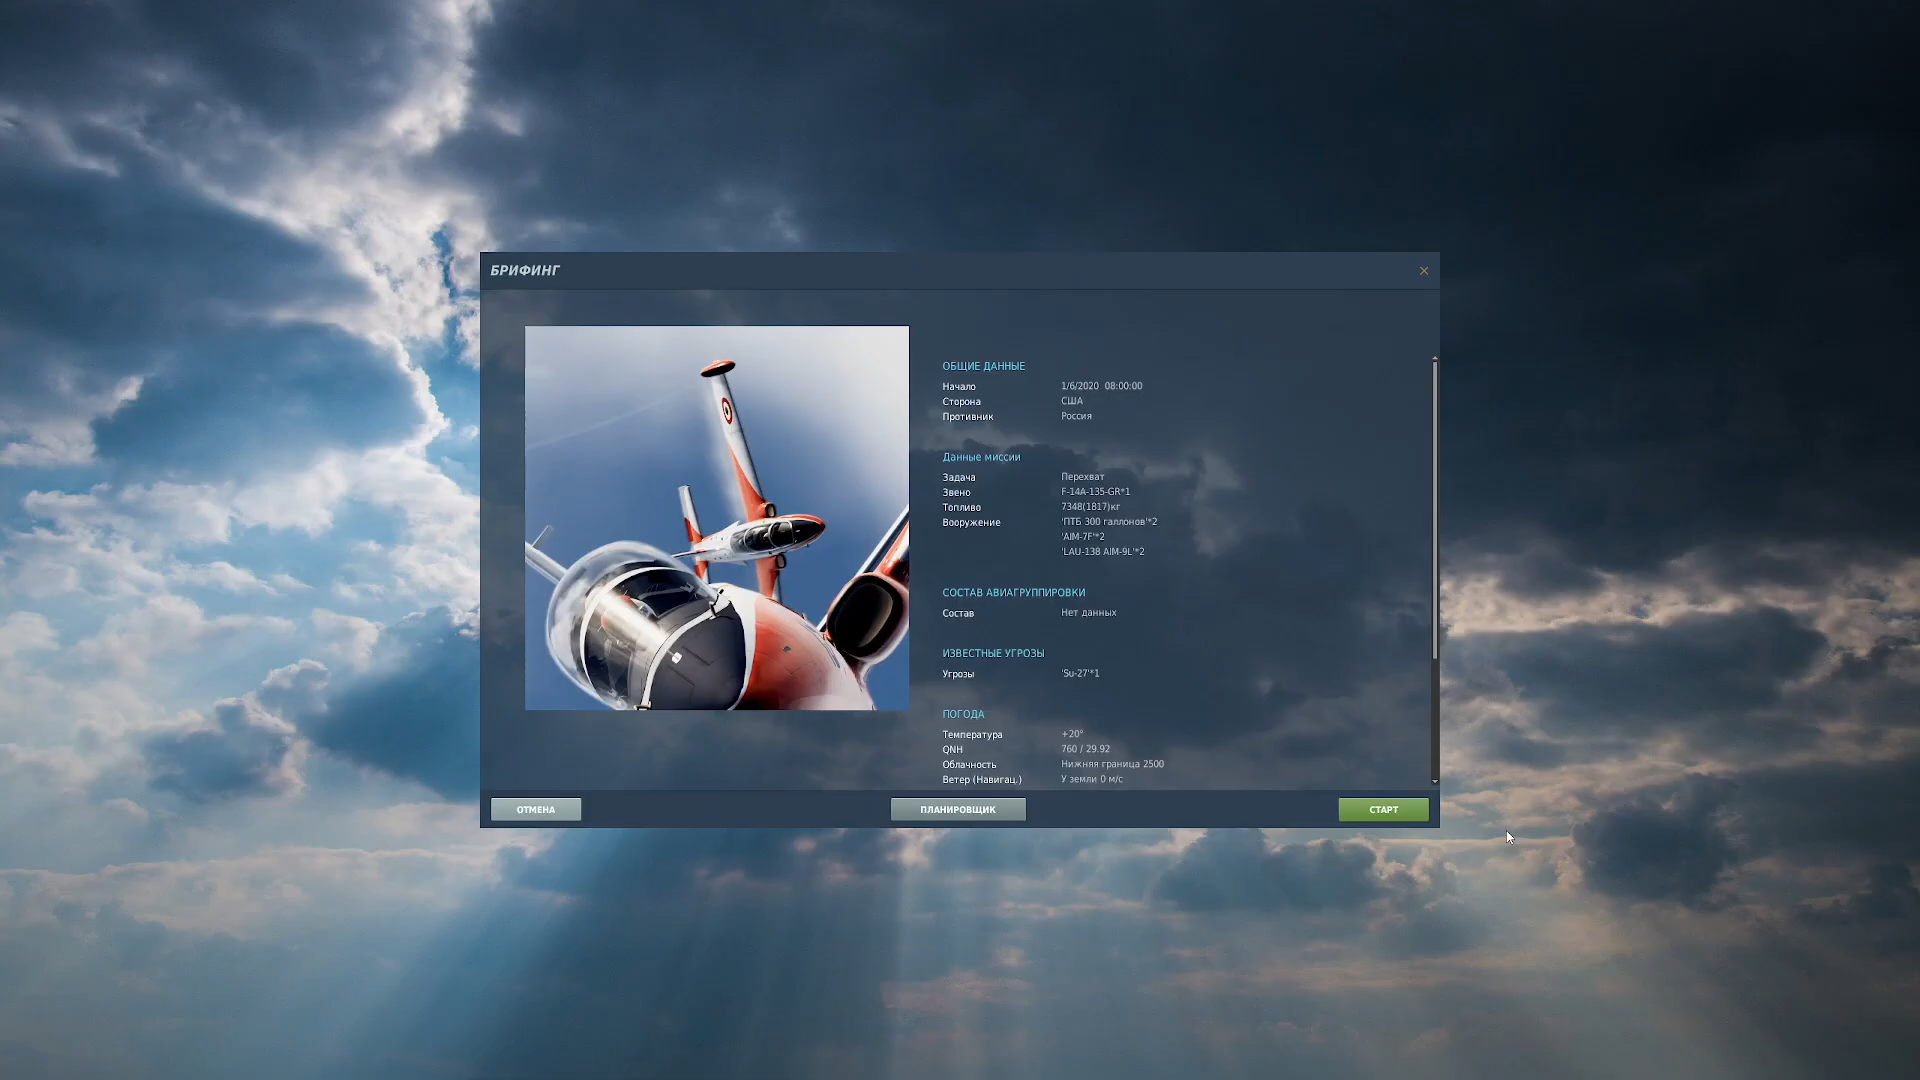 БРИФИНГ
ОБЩИЕ ДАННЫЕ
Начало 1/6/2020 08:00:00
Сторона США
Противник Россия
Данные миссии
Задача Перехват
Звено F-14A-135-GR*1
Топливо 7348(1817)кг
Вооружение 'ПТБ 300 галлонов'*2
'AIM-7F'*2
'LAU-138 AIM-9L'*2
СОСТАВ АВИАГРУППИРОВКИ
Состав Нет данных
ИЗВЕСТНЫЕ УГРОЗЫ
Угрозы 'Su-27'*1
ПОГОДА
Температура +20°
QNH 760 / 29.92
Облачность Нижняя граница 2500
Ветер (Навигац.) У земли 0 м/с
ОТМЕНА ПЛАНИРОВЩИК СТАРТ